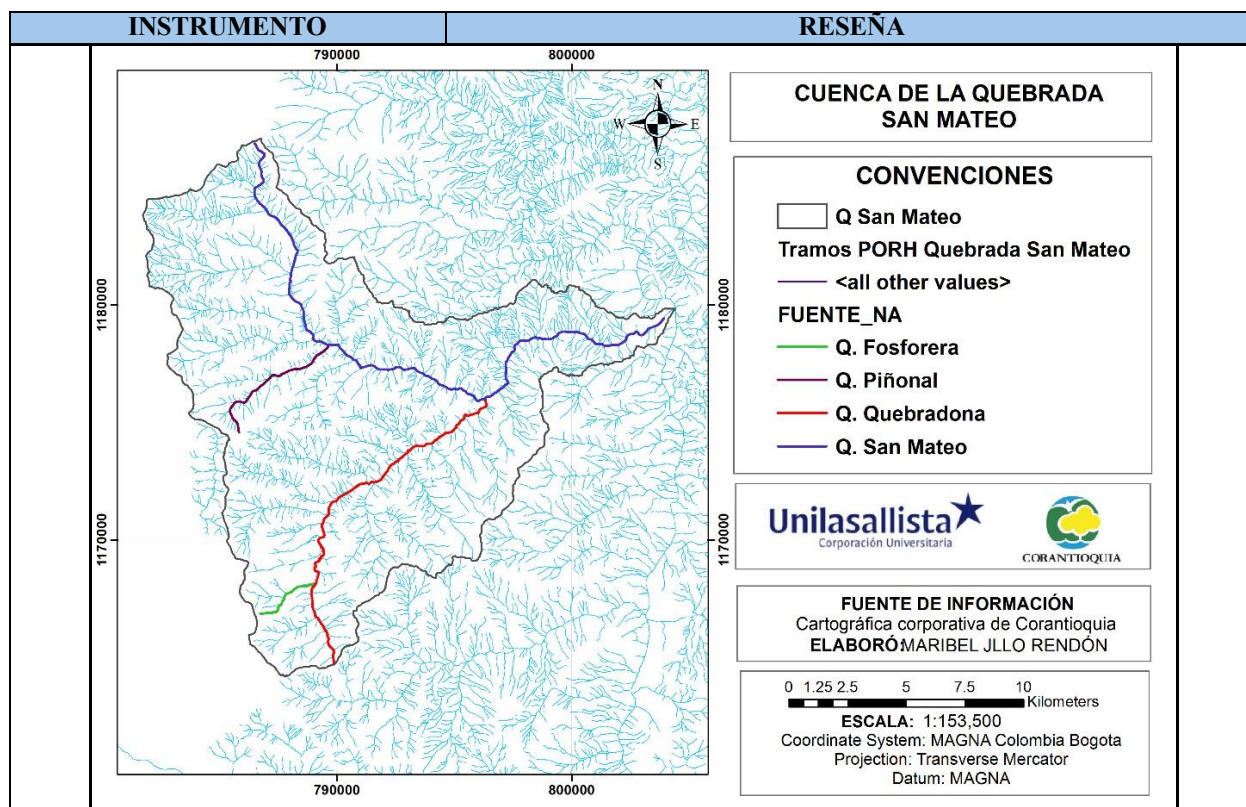 INSTRUMENTO RESEÑA
790000 800000
N
W E
S
1180000 1180000
1170000 1170000
790000 800000
CUENCA DE LA QUEBRADA
SAN MATEO
CONVENCIONES
Q San Mateo
Tramos PORH Quebrada San Mateo
<all other values>
FUENTE_NA
Q. Fosforera
Q. Piñonal
Q. Quebradona
Q. San Mateo
Unilasallista
Corporación Universitaria
CORANTIOQUIA
FUENTE DE INFORMACIÓN
Cartográfica corporativa de Corantioquia
ELABORÓ:MARIBEL JLLO RENDÓN
0 1.25 2.5 5 7.5 10
Kilometers
ESCALA: 1:153,500
Coordinate System: MAGNA Colombia Bogota
Projection: Transverse Mercator
Datum: MAGNA